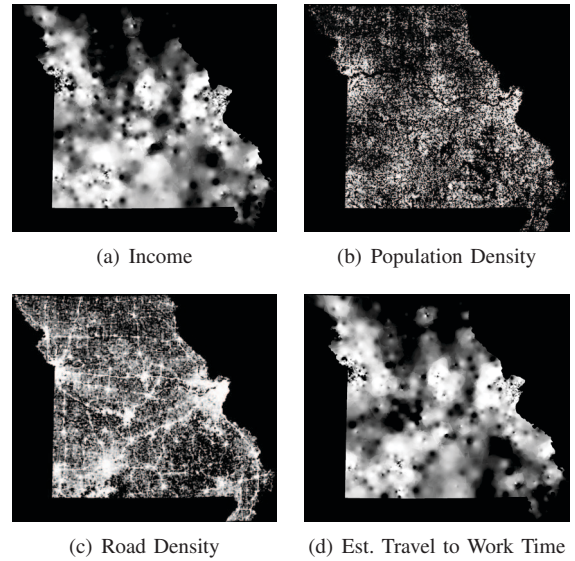 (a) Income
(b) Population Density
(c) Road Density
(d) Est. Travel to Work Time